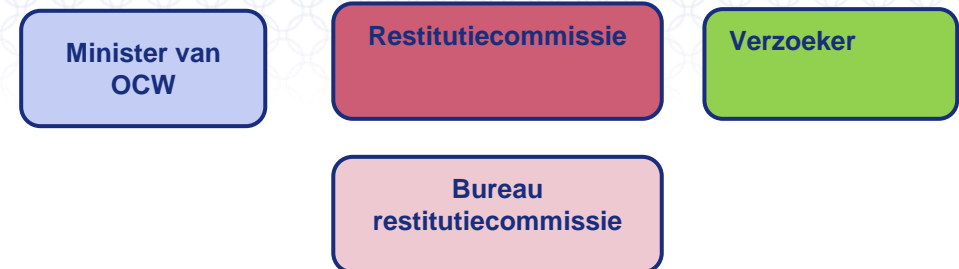 Minister van
OCW
Restitutiecommissie
Verzoeker
Bureau
restitutiecommissie